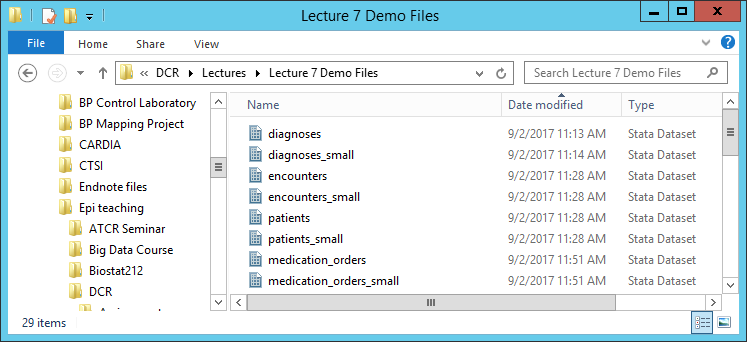 Lecture 7 Demo Files
File Home Share View
« DCR Lectures Lecture 7 Demo Files Search Lecture 7 Demo Files
BP Control Laboratory
BP Mapping Project
CARDIA
CTSI
Endnote files
Epi teaching
ATCR Seminar
Big Data Course
Biostat212
DCR
Name Date modified Type
diagnoses 9/2/2017 11:13 AM Stata Dataset
diagnoses_small 9/2/2017 11:14 AM Stata Dataset
encounters 9/2/2017 11:28 AM Stata Dataset
encounters_small 9/2/2017 11:28 AM Stata Dataset
patients 9/2/2017 11:28 AM Stata Dataset
patients_small 9/2/2017 11:28 AM Stata Dataset
medication_orders 9/2/2017 11:51 AM Stata Dataset
medication_orders_small 9/2/2017 11:51 AM Stata Dataset
29 items